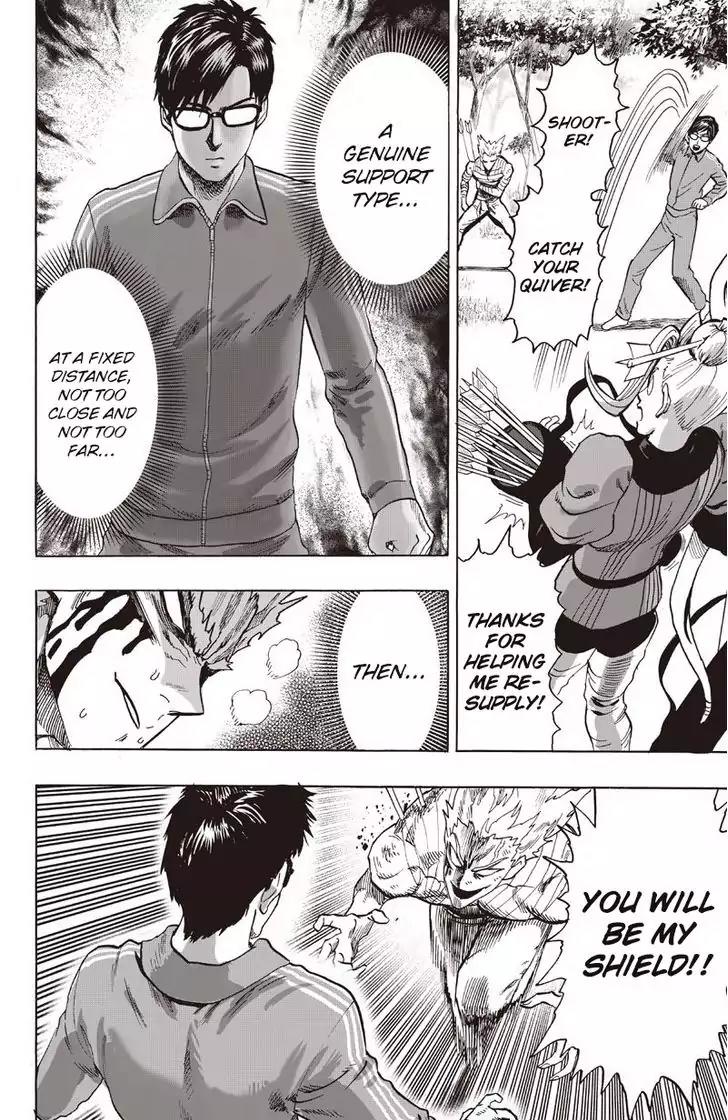 SHOOT-
ER!
CATCH
YOUR
QUIVER!
THANKS
FOR
HELPING
ME RE-
SUPPLY!
A
GENUINE
SUPPORT
TYPE...
AT A FIXED
DISTANCE,
NOT TOO
CLOSE AND
NOT TOO
FAR...
THEN...
YOU WILL
BE MY
SHIELD!!